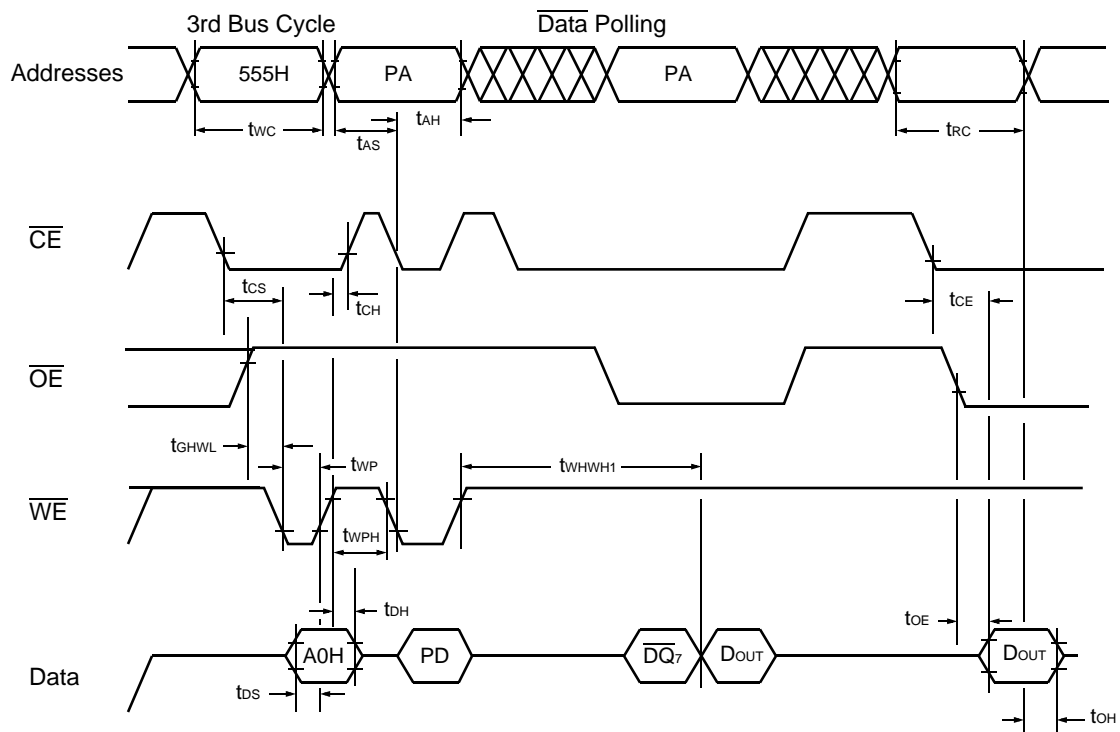 3rd Bus Cycle
Data Polling
Addresses
555H
PA
PA
tWC
tAS
tAH
tRC
CE
tCS
tCH
tCE
OE
tGHWL
tWP
tWHWH1
WE
tWPH
tDH
tOE
Data
A0H
PD
DQ7
DOUT
DOUT
tDS
tOH